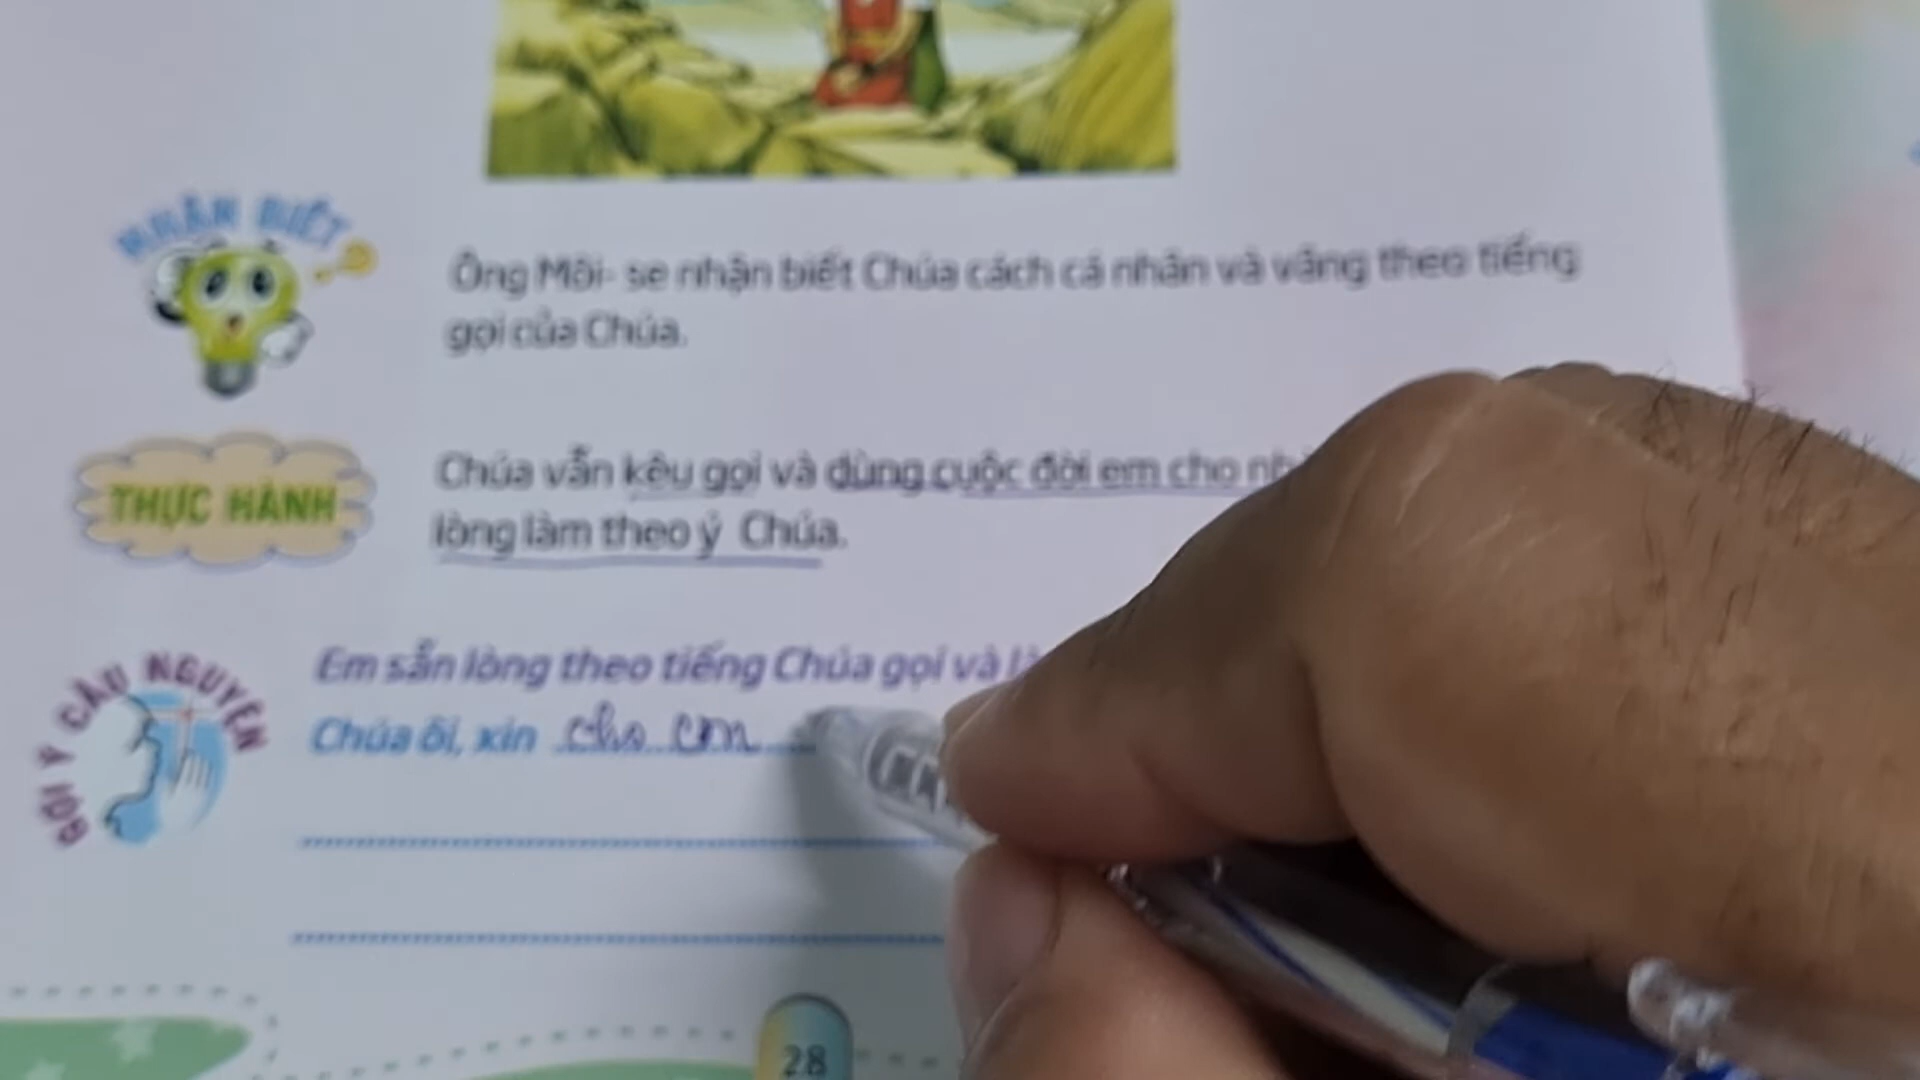 NHẬN BIẾT
Ông Môi- se nhận biết Chúa cách cá nhân và vâng theo tiếng
gọi của Chúa.
THỰC HÀNH
Chúa vẫn kêu gọi và dùng cuộc đời em cho
lòng làm theo ý Chúa.
GỢI Ý CẦU NGUYỆN
Em sẵn lòng theo tiếng Chúa gọi và
Chúa ôi, xin cho em
28